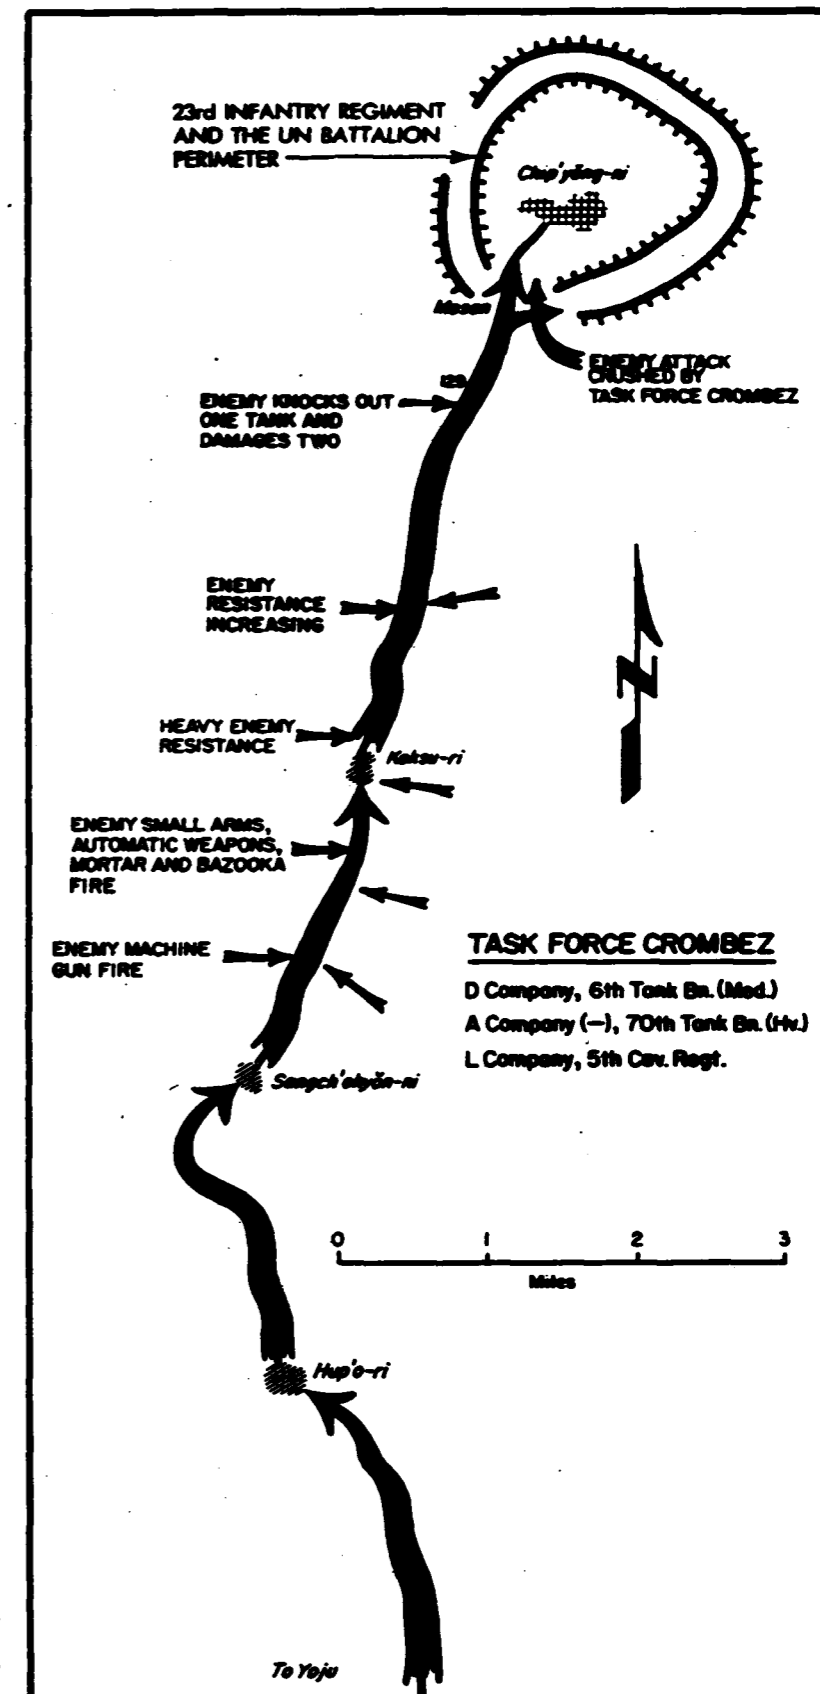 23rd INFANTRY REGIMENT
AND THE UN BATTALION
PERIMETER
Chip'yŏng-ni
Masan
ENEMY ATTACK
CRUSHED BY
TASK FORCE CROMBEZ
129
ENEMY KNOCKS OUT
ONE TANK AND
DAMAGES TWO
ENEMY
RESISTANCE
INCREASING
N
HEAVY ENEMY
RESISTANCE
Koksu-ri
ENEMY SMALL ARMS,
AUTOMATIC WEAPONS,
MORTAR AND BAZOOKA
FIRE
ENEMY MACHINE
GUN FIRE
TASK FORCE CROMBEZ
D Company, 6th Tank Bn. (Med.)
A Company (—), 70th Tank Bn. (Hv.)
L Company, 5th Cav. Regt.
Sangch'ohyŏn-ni
0 1 2 3
Miles
Hup'o-ri
To Yoju